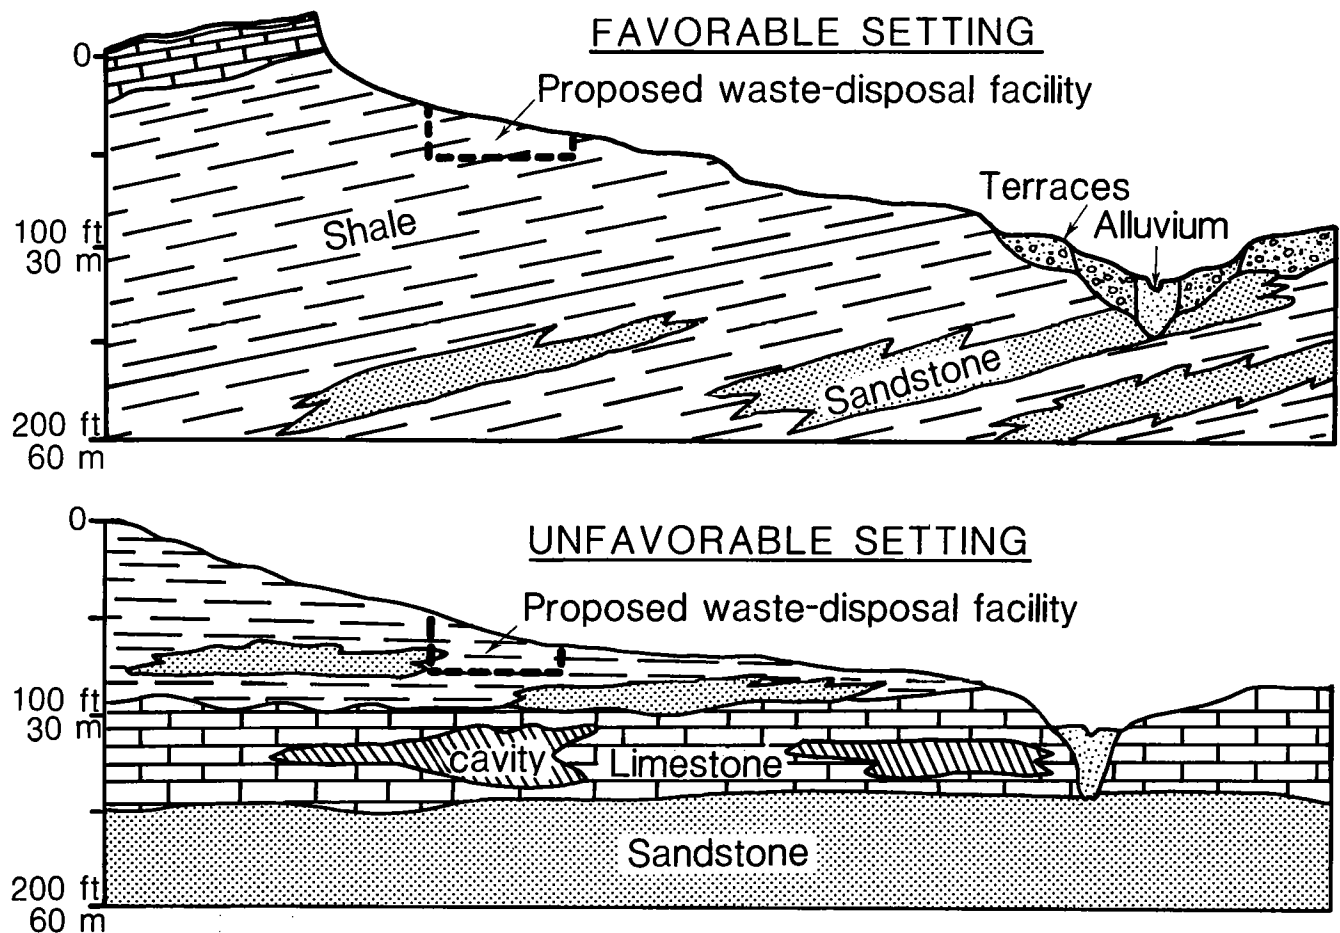 FAVORABLE SETTING
0
Proposed waste-disposal facility
Terraces
Alluvium
Shale
100 ft
30 m
Sandstone
200 ft
60 m
UNFAVORABLE SETTING
0
Proposed waste-disposal facility
100 ft
30 m
cavity
Limestone
Sandstone
200 ft
60 m